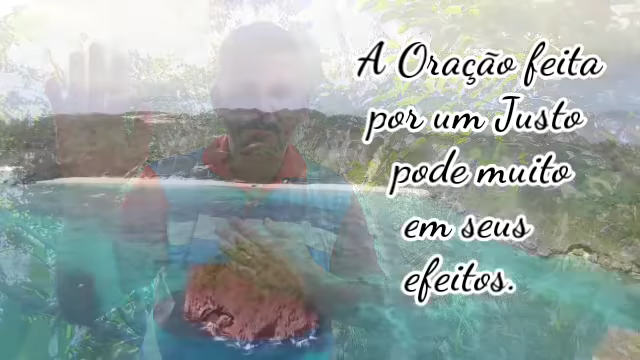 A Oração feita
por um Justo
pode muito
em seus
efeitos.